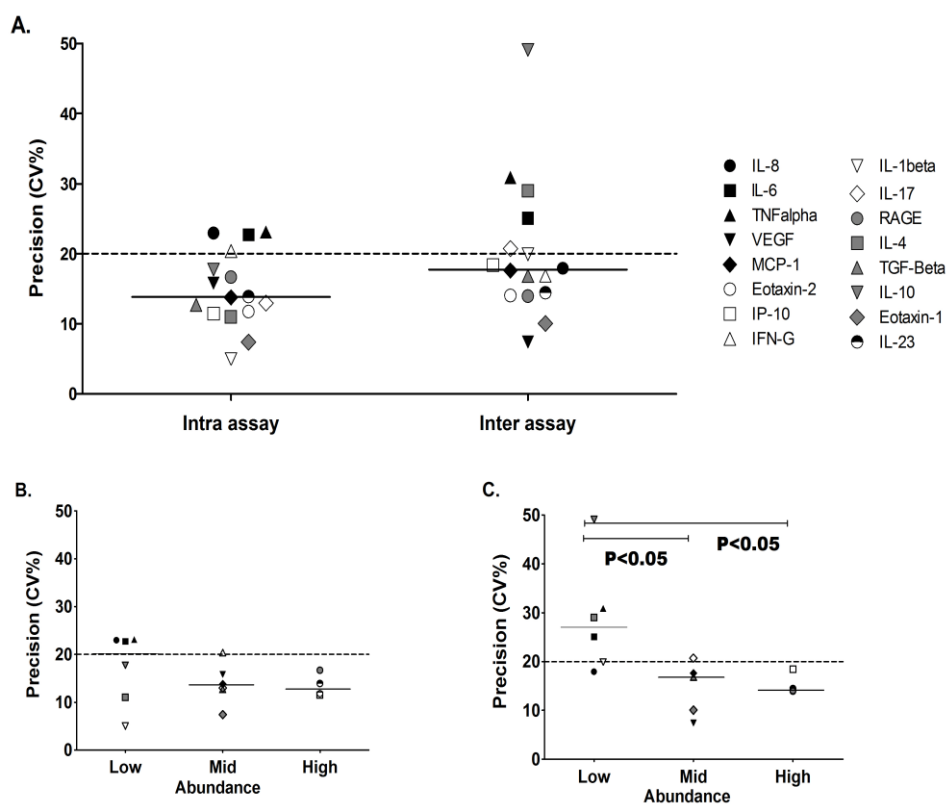 A.
Precision (CV%)
50
40
30
20
10
0
Intra assay
Inter assay
IL-8
IL-6
TNFalpha
VEGF
MCP-1
Eotaxin-2
IP-10
IFN-G
IL-1beta
IL-17
RAGE
IL-4
TGF-Beta
IL-10
Eotaxin-1
IL-23
B.
Precision (CV%)
50
40
30
20
10
0
Low
Mid
High
Abundance
C.
Precision (CV%)
50
40
30
20
10
0
P<0.05
P<0.05
Low
Mid
High
Abundance